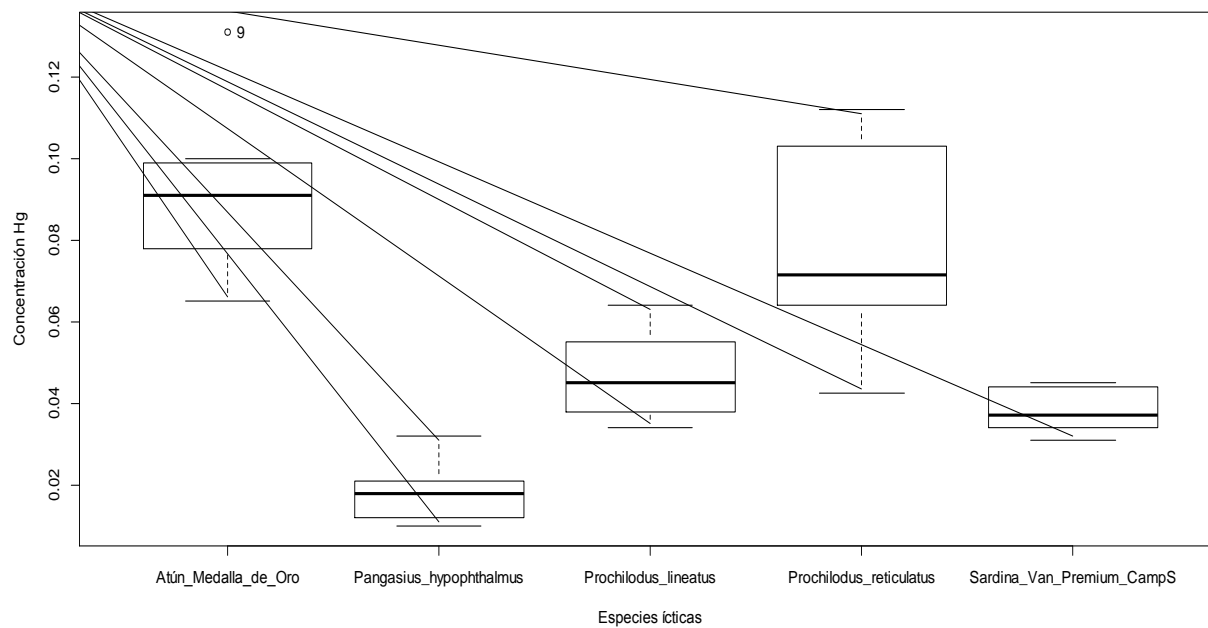 Concentración Hg
0.12
0.10
0.08
0.06
0.04
0.02
9
Atún_Medalla_de_Oro
Pangasius_hypophthalmus
Prochilodus_lineatus
Prochilodus_reticulatus
Sardina_Van_Premium_CampS
Especies ícticas